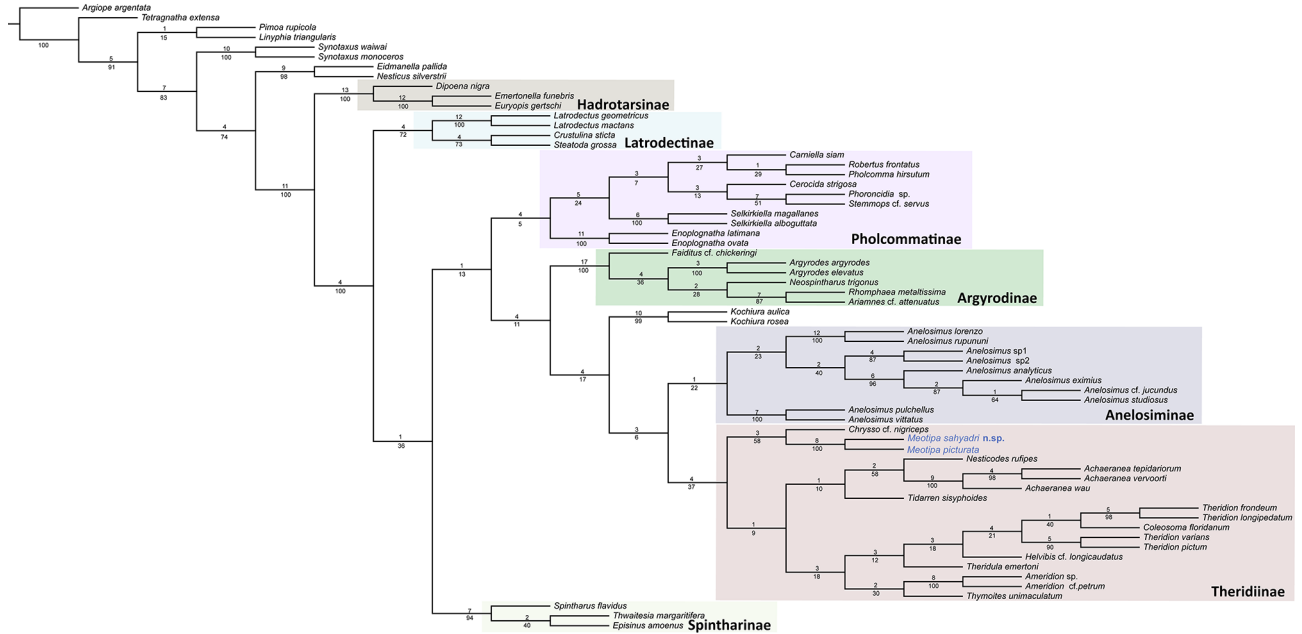 Argiope argentata
Tetragnatha extensa
100
Pimoa rupicola
1
15
Linyphia triangularis
5
91
Synotaxus waiwai
10
100
Synotaxus monoceros
7
83
Eidmanella pallida
9
98
Nesticus silverstrii
4
74
Dipoena nigra
13
100
Emertonella funebris
12
100
Euryopis gertschi
Hadrotarsinae
11
100
Latrodectus geometricus
12
100
Latrodectus mactans
4
72
Crustulina sticta
4
73
Steatoda grossa
Latrodectinae
4
100
Carniella siam
3
27
Robertus frontatus
1
29
Pholcomma hirsutum
3
7
Cerocida strigosa
3
13
Phoroncidia sp.
7
51
Stemmops cf. servus
5
24
Selkirkiella magallanes
6
100
Selkirkiella alboguttata
4
5
Enoplognatha latimana
11
100
Enoplognatha ovata
Pholcommatinae
1
13
Faiditus cf. chickeringi
17
100
Argyrodes argyrodes
3
100
Argyrodes elevatus
4
36
Neospintharus trigonus
2
28
Rhomphaea metaltissima
7
87
Ariamnes cf. attenuatus
Argyrodinae
4
11
Kochiura aulica
10
99
Kochiura rosea
4
17
Anelosimus lorenzo
12
100
Anelosimus rupununi
2
23
Anelosimus sp1
4
87
Anelosimus sp2
2
40
Anelosimus analyticus
6
96
Anelosimus eximius
2
87
Anelosimus cf. jucundus
1
64
Anelosimus studiosus
1
22
Anelosimus pulchellus
7
100
Anelosimus vittatus
Anelosiminae
3
6
Chrysso cf. nigriceps
3
58
Meotipa sahyadri n.sp.
8
100
Meotipa picturata
4
37
Nesticodes rufipes
2
58
Achaeranea tepidariorum
4
98
Achaeranea vervoorti
9
100
Achaeranea wau
1
10
Tidarren sisyphoides
1
9
Theridion frondeum
5
98
Theridion longipedatum
1
40
Coleosoma floridanum
4
21
Theridion varians
5
90
Theridion pictum
3
18
Helvibis cf. longicaudatus
3
12
Theridula emertoni
3
18
Ameridion sp.
8
100
Ameridion cf.petrum
2
30
Thymoites unimaculatum
Theridiinae
1
36
Spintharus flavidus
7
94
Thwaitesia margaritifera
2
40
Episinus amoenus
Spintharinae